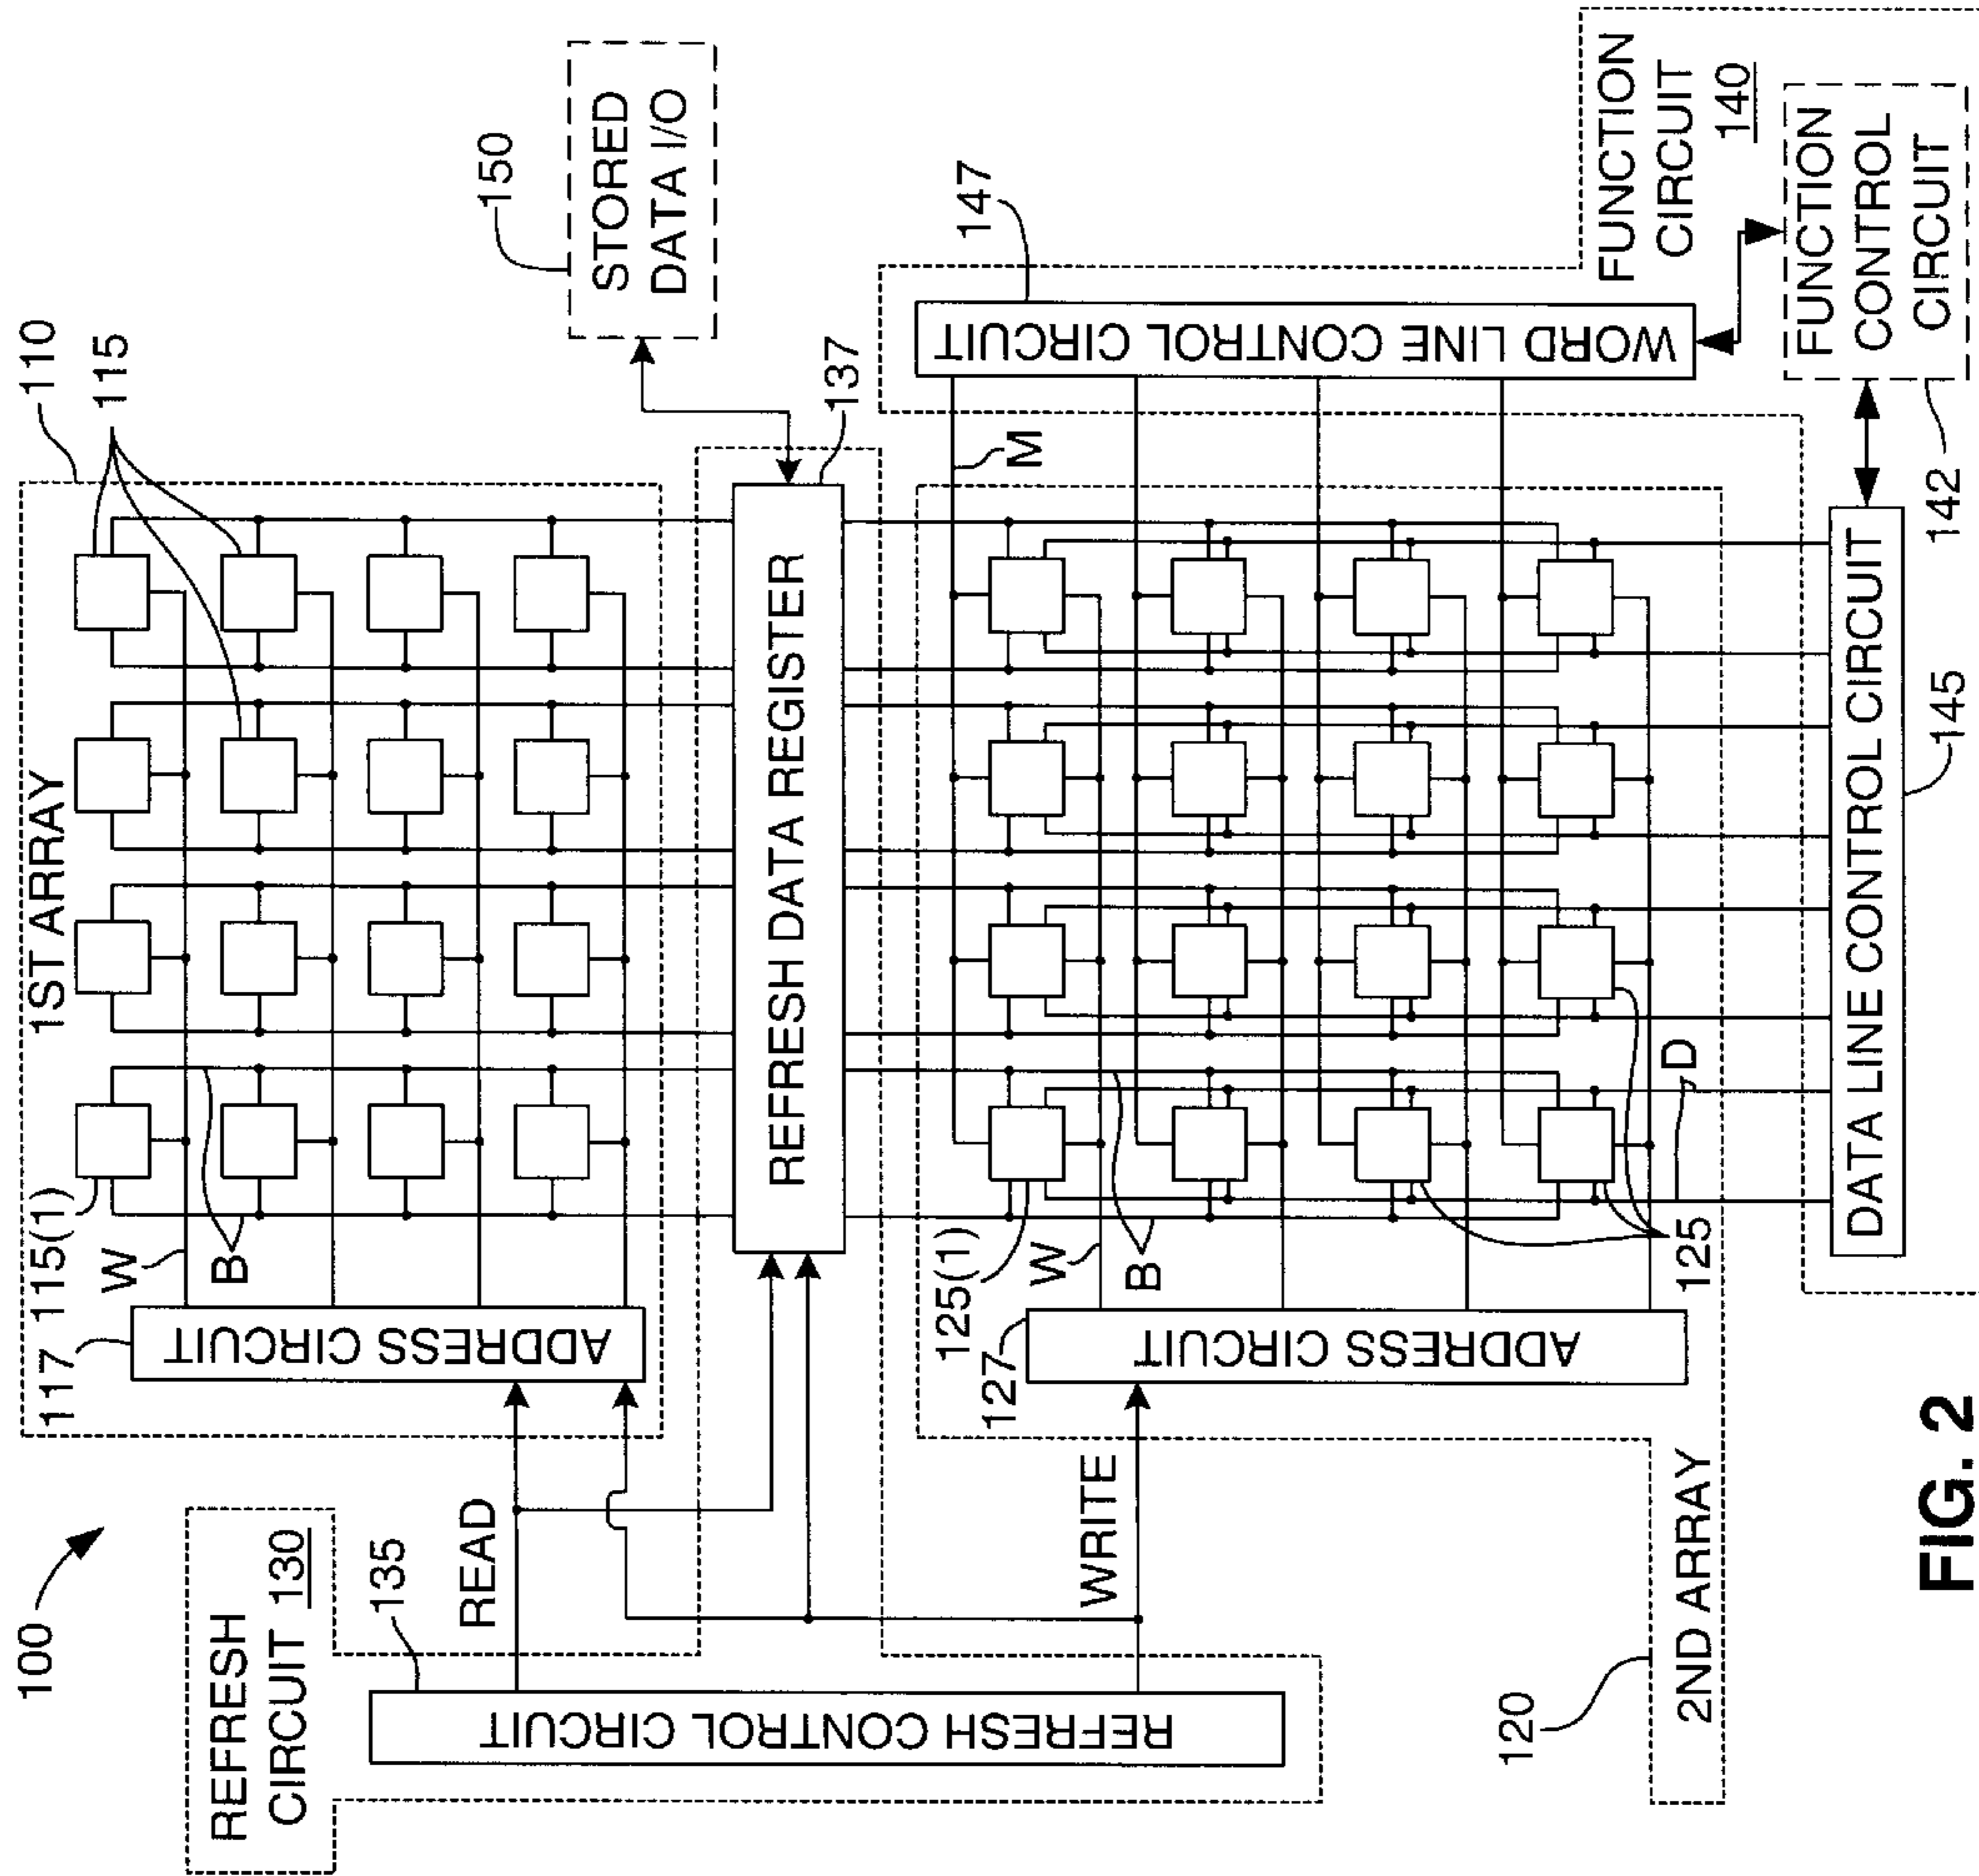 100
REFRESH
CIRCUIT 130
135
REFRESH CONTROL CIRCUIT
READ
WRITE
120
2ND ARRAY
1ST ARRAY
110
115
115(1)
117
ADDRESS CIRCUIT
W
B
150
STORED
DATA I/O
REFRESH DATA REGISTER
137
125(1)
127
ADDRESS CIRCUIT
W
B
M
147
WORD LINE CONTROL CIRCUIT
FUNCTION
CIRCUIT
140
FUNCTION
CONTROL
CIRCUIT
142
125
D
DATA LINE CONTROL CIRCUIT
145
FIG. 2